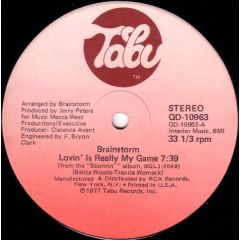 Tabu
TM
Arranged by Brainstorm
Produced by Jerry Peters
for Music Mecca West
Productions/Executive
Producer: Clarence Avant
Engineered by F. Bryon
Clark
STEREO
QD-10963
QD-10963-A
Interior Music, BMI
33 1/3 rpm
Brainstorm
Lovin' Is Really My Game 7:39
(from the "Stormin'" album, BQL1-2048)
(Belita Woods-Trenita Womack)
Manufactured & Distributed by RCA Records,
New York, N.Y. • Printed in U.S.A.
©1977 Tabu Records, Inc.